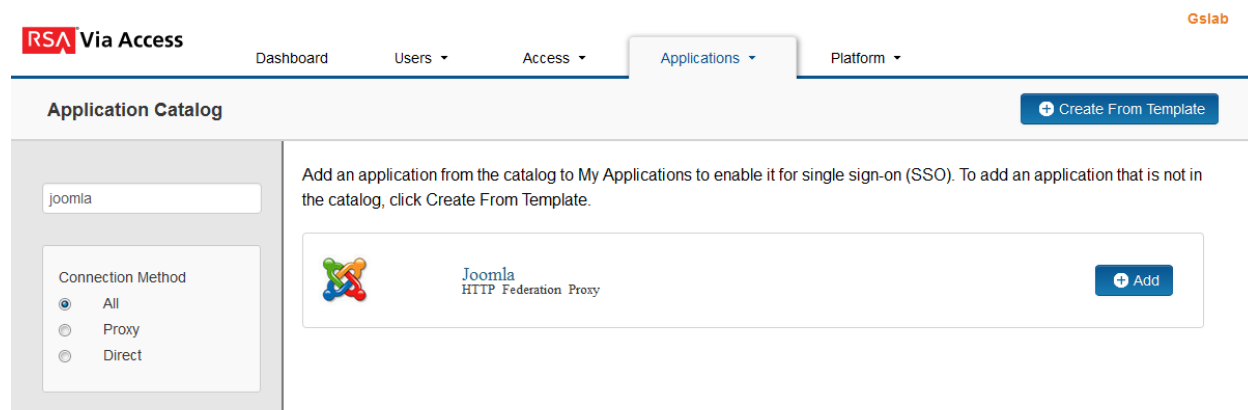 Gslab
RSA Via Access
Dashboard Users Access Applications Platform
Application Catalog
Create From Template
joomla
Connection Method
All
Proxy
Direct
Add an application from the catalog to My Applications to enable it for single sign-on (SSO). To add an application that is not in
the catalog, click Create From Template.
Joomla
HTTP Federation Proxy
Add